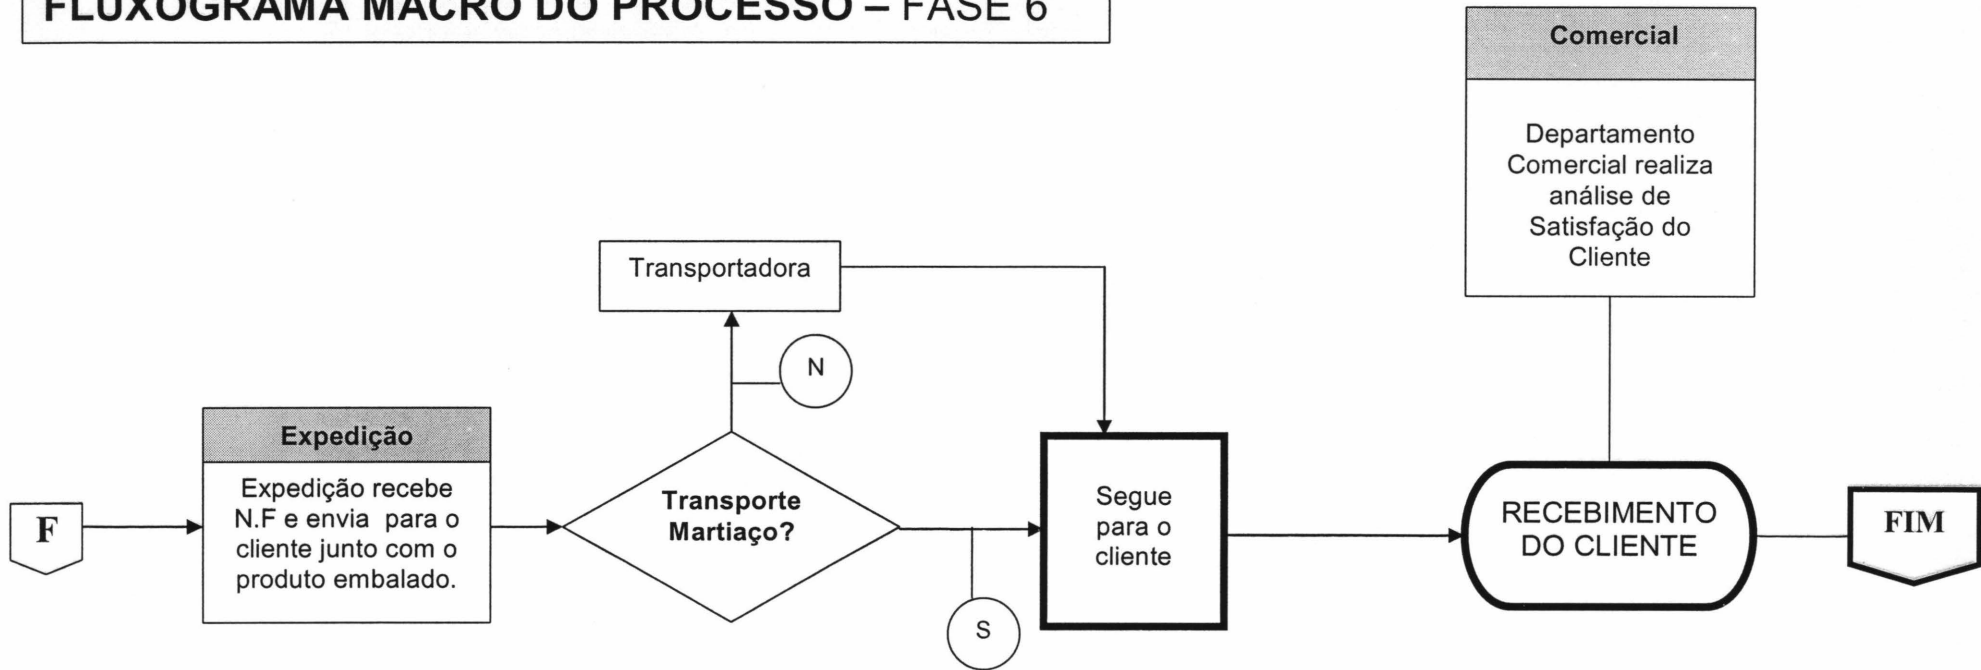 FLUXOGRAMA MACRO DO PROCESSO – FASE 6
Comercial
Departamento
Comercial realiza
análise de
Satisfação do
Cliente
Transportadora
N
Expedição
Expedição recebe
N.F e envia para o
cliente junto com o
produto embalado.
F
Transporte
Martiaço?
S
Segue
para o
cliente
RECEBIMENTO
DO CLIENTE
FIM